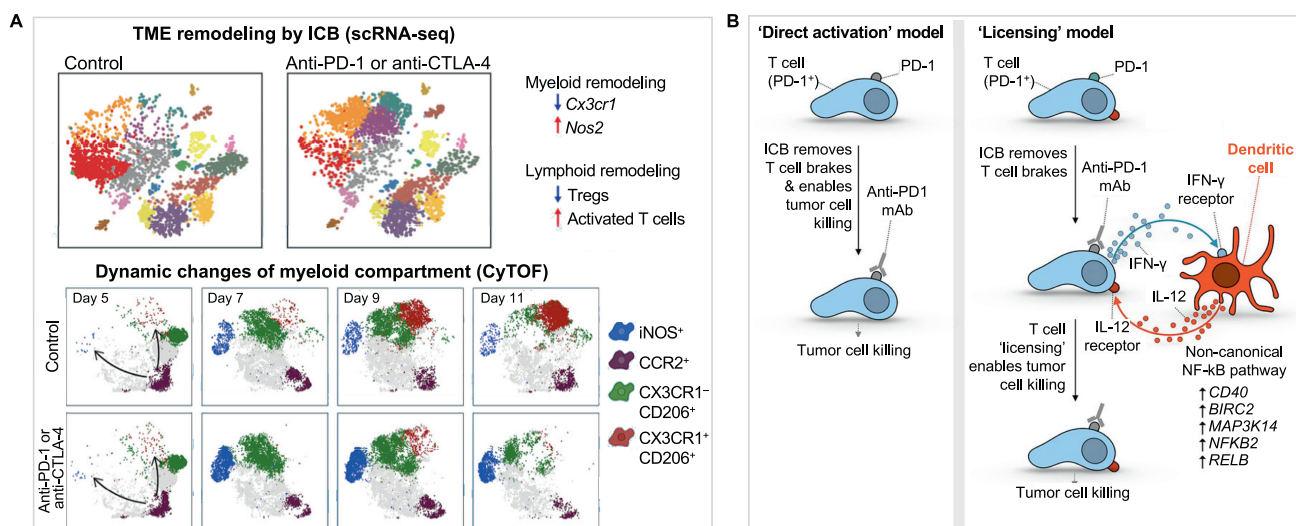 A
TME remodeling by ICB (scRNA-seq)
Control
Anti-PD-1 or anti-CTLA-4
Myeloid remodeling
↓ Cx3cr1
↑ Nos2
Lymphoid remodeling
↓ Tregs
↑ Activated T cells
Dynamic changes of myeloid compartment (CyTOF)
Day 5
Day 7
Day 9
Day 11
Control
Anti-PD-1 or
anti-CTLA-4
iNOS⁺
CCR2⁺
CX3CR1⁻
CD206⁺
CX3CR1⁺
CD206⁺
B
'Direct activation' model
T cell
(PD-1⁺)
PD-1
ICB removes
T cell brakes
& enables
tumor cell
killing
Anti-PD1
mAb
Tumor cell killing
'Licensing' model
T cell
(PD-1⁺)
PD-1
ICB removes
T cell brakes
Anti-PD-1
mAb
IFN-γ
receptor
Dendritic
cell
IFN-γ
IL-12
IL-12
receptor
T cell
'licensing'
enables tumor
cell killing
Non-canonical
NF-kB pathway
↑ CD40
↑ BIRC2
↑ MAP3K14
↑ NFKB2
↑ RELB
Tumor cell killing